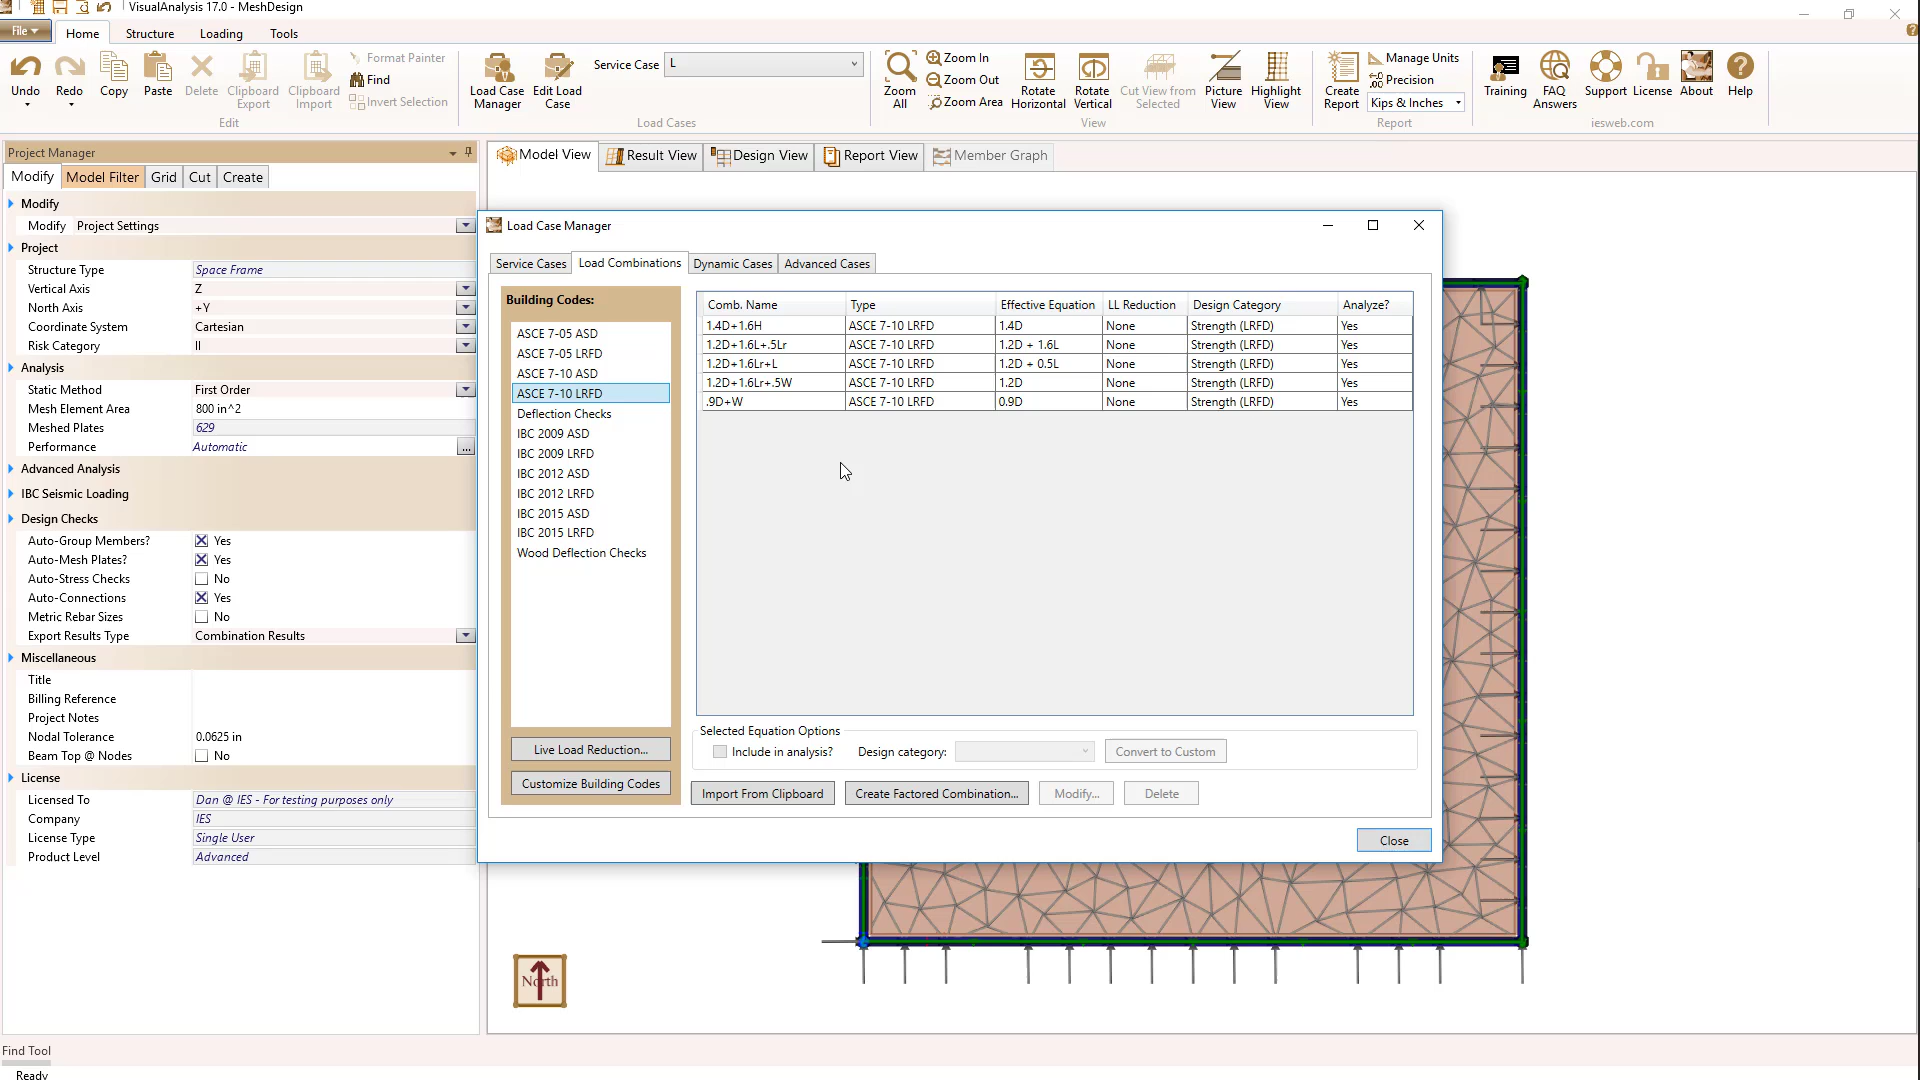 VisualAnalysis 17.0 - MeshDesign
File
Home
Structure
Loading
Tools
Undo
Redo
Copy
Paste
Delete
Clipboard Export
Clipboard Import
Format Painter
Find
Invert Selection
Edit
Load Case Manager
Edit Load Case
Service Case
L
Load Cases
Zoom All
Zoom In
Zoom Out
Zoom Area
Rotate Horizontal
Rotate Vertical
Cut View from Selected
Picture View
Highlight View
View
Create Report
Manage Units
Precision
Kips & Inches
Report
Training
FAQ Answers
Support
License
About
Help
iesweb.com
Project Manager
Modify
Model Filter
Grid
Cut
Create
Modify
Modify Project Settings
Project
Structure Type Space Frame
Vertical Axis Z
North Axis +Y
Coordinate System Cartesian
Risk Category II
Analysis
Static Method First Order
Mesh Element Area 800 in^2
Meshed Plates 629
Performance Automatic ...
Advanced Analysis
IBC Seismic Loading
Design Checks
Auto-Group Members? Yes
Auto-Mesh Plates? Yes
Auto-Stress Checks No
Auto-Connections Yes
Metric Rebar Sizes No
Export Results Type Combination Results
Miscellaneous
Title
Billing Reference
Project Notes
Nodal Tolerance 0.0625 in
Beam Top @ Nodes No
License
Licensed To Dan @ IES - For testing purposes only
Company IES
License Type Single User
Product Level Advanced
Find Tool
Ready
Model View
Result View
Design View
Report View
Member Graph
Load Case Manager
Service Cases
Load Combinations
Dynamic Cases
Advanced Cases
Building Codes:
ASCE 7-05 ASD
ASCE 7-05 LRFD
ASCE 7-10 ASD
ASCE 7-10 LRFD
Deflection Checks
IBC 2009 ASD
IBC 2009 LRFD
IBC 2012 ASD
IBC 2012 LRFD
IBC 2015 ASD
IBC 2015 LRFD
Wood Deflection Checks
Live Load Reduction...
Customize Building Codes
Comb. Name Type Effective Equation LL Reduction Design Category Analyze?
1.4D+1.6H ASCE 7-10 LRFD 1.4D None Strength (LRFD) Yes
1.2D+1.6L+.5Lr ASCE 7-10 LRFD 1.2D + 1.6L None Strength (LRFD) Yes
1.2D+1.6Lr+L ASCE 7-10 LRFD 1.2D + 0.5L None Strength (LRFD) Yes
1.2D+1.6Lr+.5W ASCE 7-10 LRFD 1.2D None Strength (LRFD) Yes
.9D+W ASCE 7-10 LRFD 0.9D None Strength (LRFD) Yes
Selected Equation Options
Include in analysis? Design category: Convert to Custom
Import From Clipboard
Create Factored Combination...
Modify...
Delete
Close
North